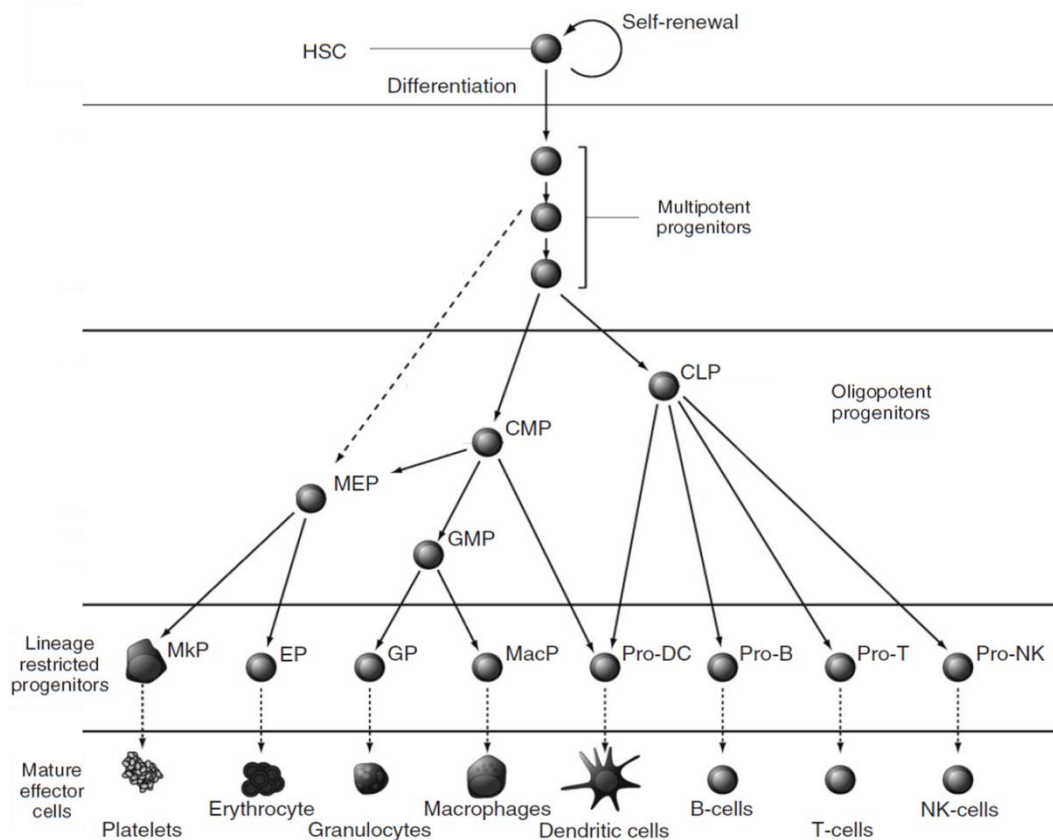 Self-renewal
HSC
Differentiation
Multipotent
progenitors
CLP
Oligopotent
progenitors
CMP
MEP
GMP
Lineage
restricted
progenitors
MkP
EP
GP
MacP
Pro-DC
Pro-B
Pro-T
Pro-NK
Mature
effector
cells
Platelets
Erythrocyte
Granulocytes
Macrophages
Dendritic cells
B-cells
T-cells
NK-cells